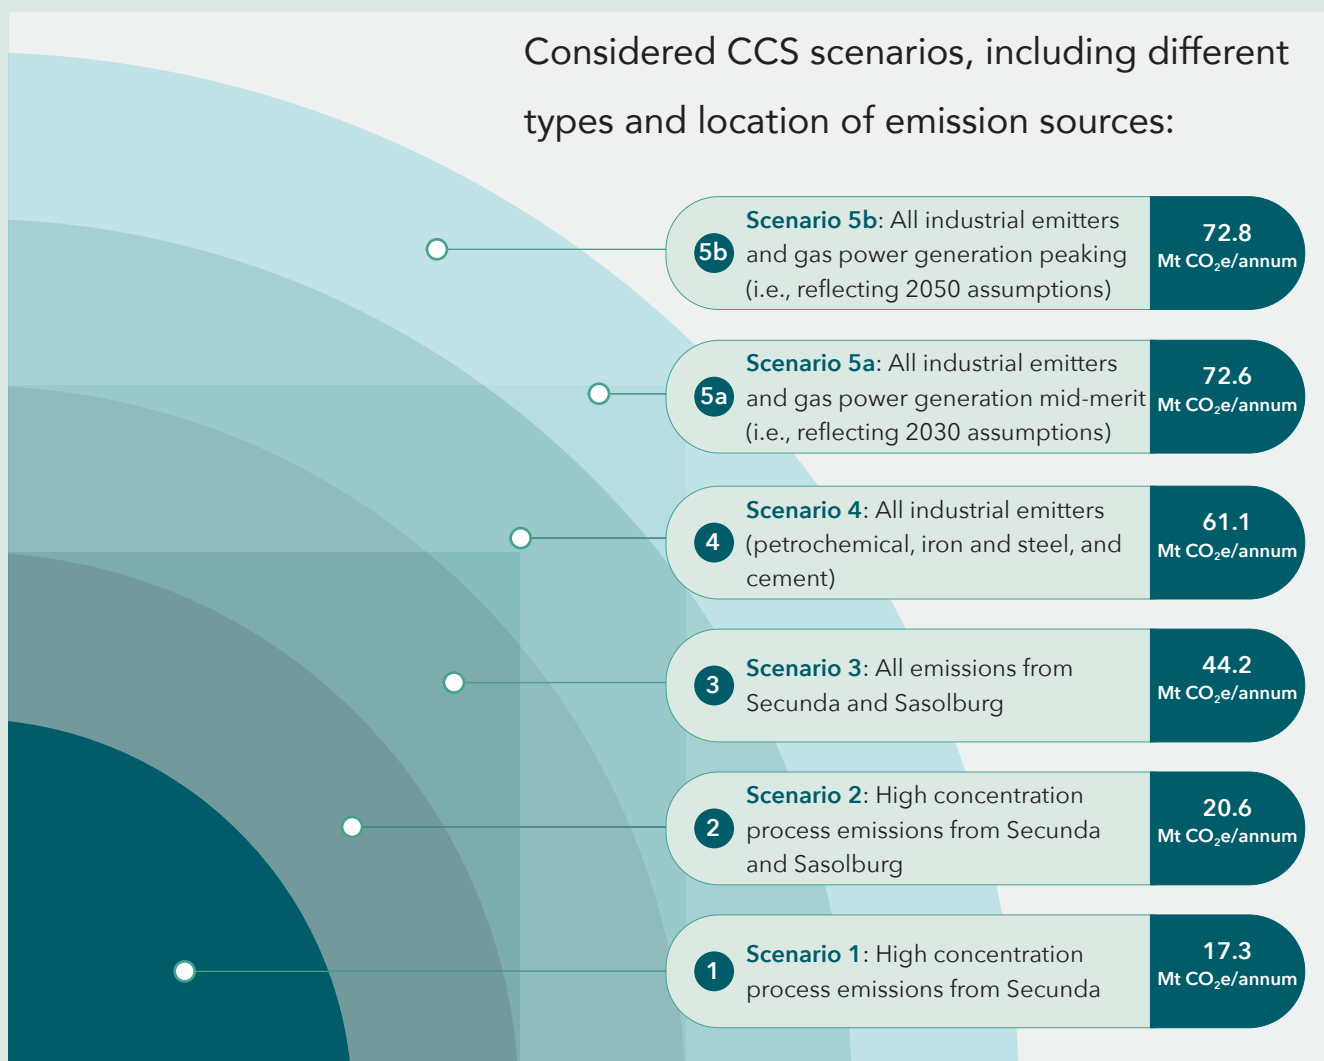 Considered CCS scenarios, including different
types and location of emission sources:
5b
Scenario 5b: All industrial emitters
and gas power generation peaking
(i.e., reflecting 2050 assumptions)
72.8
Mt CO₂e/annum
5a
Scenario 5a: All industrial emitters
and gas power generation mid-merit
(i.e., reflecting 2030 assumptions)
72.6
Mt CO₂e/annum
4
Scenario 4: All industrial emitters
(petrochemical, iron and steel, and
cement)
61.1
Mt CO₂e/annum
3
Scenario 3: All emissions from
Secunda and Sasolburg
44.2
Mt CO₂e/annum
2
Scenario 2: High concentration
process emissions from Secunda
and Sasolburg
20.6
Mt CO₂e/annum
1
Scenario 1: High concentration
process emissions from Secunda
17.3
Mt CO₂e/annum